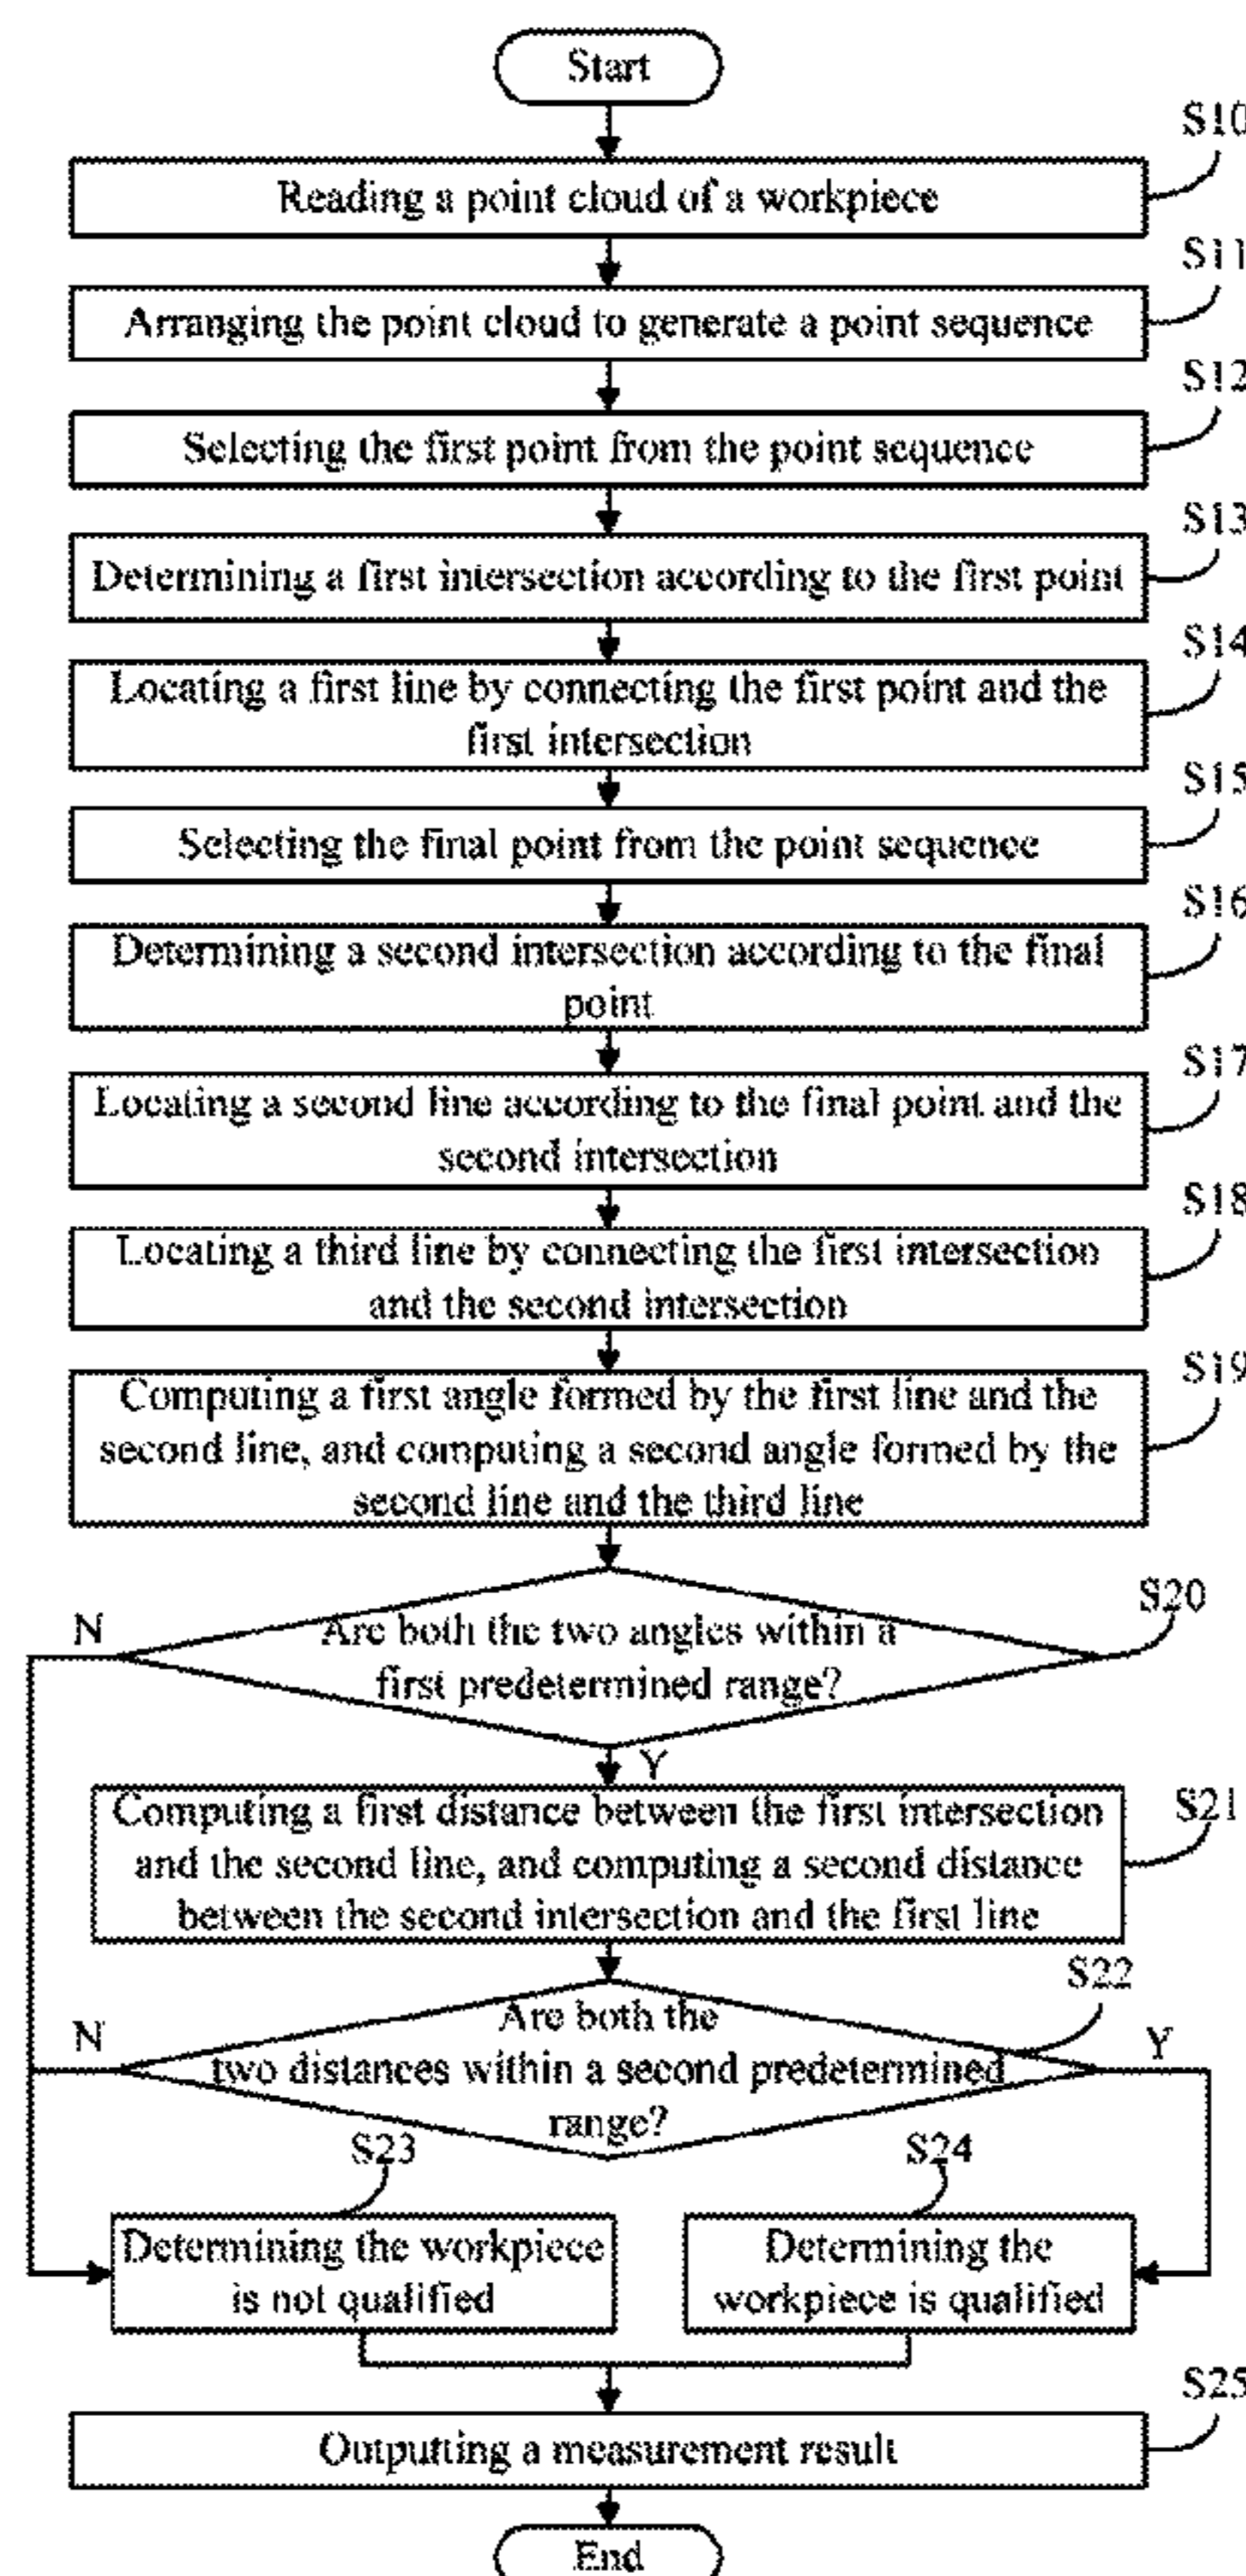 Start
S10
Reading a point cloud of a workpiece
S11
Arranging the point cloud to generate a point sequence
S12
Selecting the first point from the point sequence
S13
Determining a first intersection according to the first point
S14
Locating a first line by connecting the first point and the
first intersection
S15
Selecting the final point from the point sequence
S16
Determining a second intersection according to the final
point
S17
Locating a second line according to the final point and the
second intersection
S18
Locating a third line by connecting the first intersection
and the second intersection
S19
Computing a first angle formed by the first line and the
second line, and computing a second angle formed by the
second line and the third line
S20
N
Are both the two angles within a
first predetermined range?
Y
S21
Computing a first distance between the first intersection
and the second line, and computing a second distance
between the second intersection and the first line
S22
N
Are both the
Y
two distances within a second predetermined
range?
S23
S24
Determining the workpiece
is not qualified
Determining the
workpiece is qualified
S25
Outputting a measurement result
End